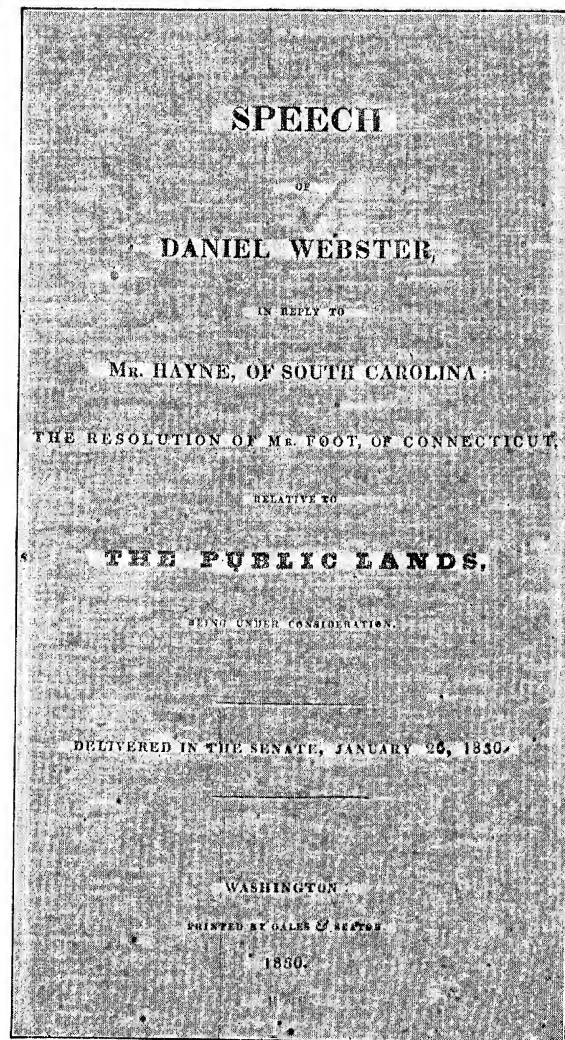 SPEECH
OF
DANIEL WEBSTER,
IN REPLY TO
MR. HAYNE, OF SOUTH CAROLINA:
THE RESOLUTION OF MR. FOOT, OF CONNECTICUT,
RELATIVE TO
THE PUBLIC LANDS,
BEING UNDER CONSIDERATION.
DELIVERED IN THE SENATE, JANUARY 26, 1830.
WASHINGTON:
PRINTED BY GALES & SEATON
1830.